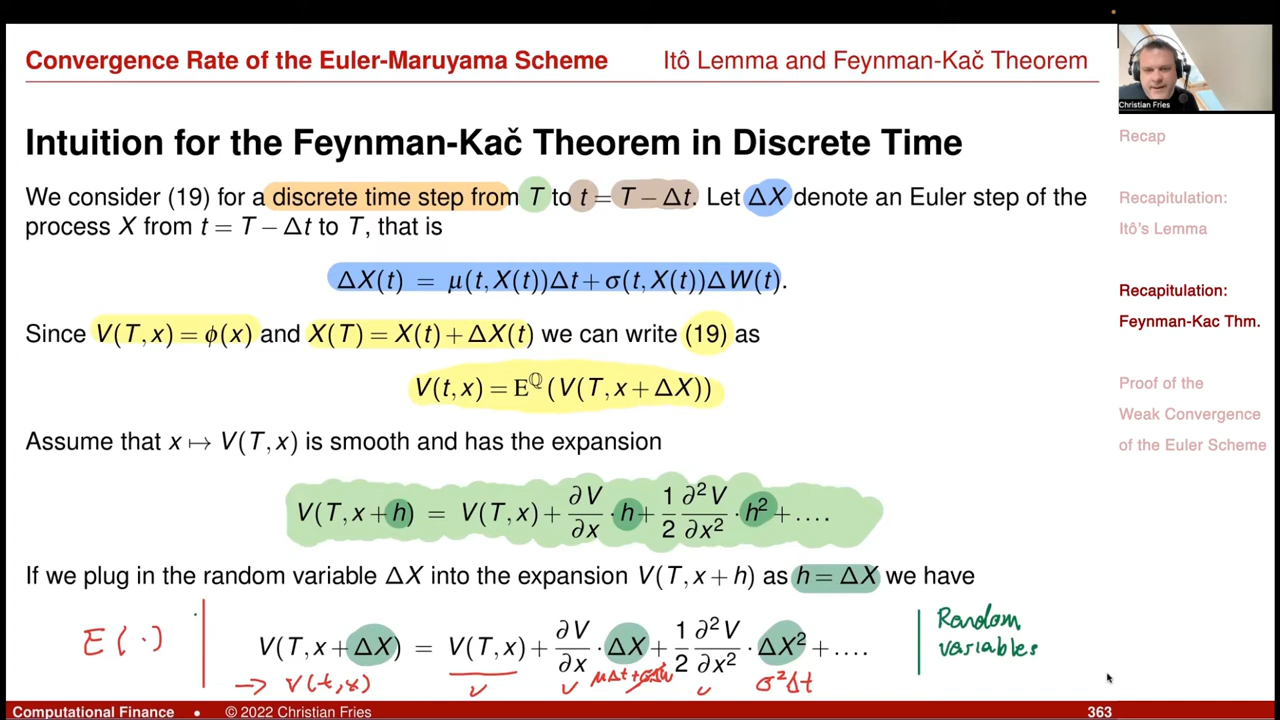 Convergence Rate of the Euler-Maruyama Scheme
Itô Lemma and Feynman-Kač Theorem
Christian Fries
Intuition for the Feynman-Kač Theorem in Discrete Time
We consider (19) for a discrete time step from T to t = T − Δt. Let ΔX denote an Euler step of the
process X from t = T − Δt to T, that is
ΔX(t) = μ(t,X(t))Δt + σ(t,X(t))ΔW(t).
Since V(T,x) = ϕ(x) and X(T) = X(t) + ΔX(t) we can write (19) as
V(t,x) = E^ℚ (V(T,x + ΔX))
Assume that x ↦ V(T,x) is smooth and has the expansion
V(T,x+h) = V(T,x) + ∂V/∂x · h + 1/2 ∂²V/∂x² · h² + ....
If we plug in the random variable ΔX into the expansion V(T,x+h) as h = ΔX we have
E(·)
V(T,x+ΔX) = V(T,x) + ∂V/∂x · ΔX + 1/2 ∂²V/∂x² · ΔX² + ....
Random
variables
→ V(t,x)
μΔt+σΔW
σ²Δt
Recap
Recapitulation:
Itô's Lemma
Recapitulation:
Feynman-Kac Thm.
Proof of the
Weak Convergence
of the Euler Scheme
Computational Finance • © 2022 Christian Fries
363